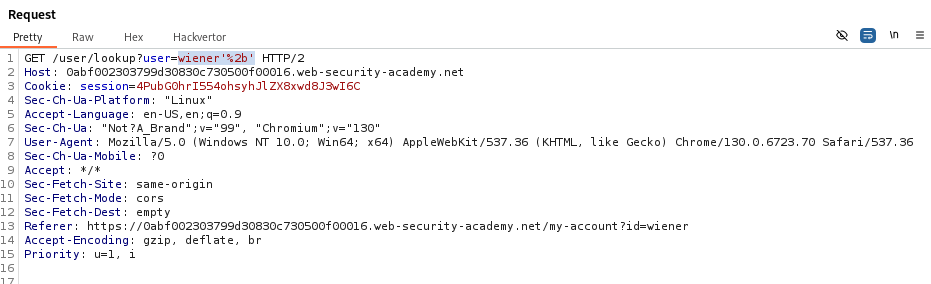 Request
Pretty Raw Hex Hackvertor \n
1 GET /user/lookup?user=wiener'%2b' HTTP/2
2 Host: 0abf002303799d30830c730500f00016.web-security-academy.net
3 Cookie: session=4PubG0hrI554ohsyhJlZX8xwd8J3wI6C
4 Sec-Ch-Ua-Platform: "Linux"
5 Accept-Language: en-US,en;q=0.9
6 Sec-Ch-Ua: "Not?A_Brand";v="99", "Chromium";v="130"
7 User-Agent: Mozilla/5.0 (Windows NT 10.0; Win64; x64) AppleWebKit/537.36 (KHTML, like Gecko) Chrome/130.0.6723.70 Safari/537.36
8 Sec-Ch-Ua-Mobile: ?0
9 Accept: */*
10 Sec-Fetch-Site: same-origin
11 Sec-Fetch-Mode: cors
12 Sec-Fetch-Dest: empty
13 Referer: https://0abf002303799d30830c730500f00016.web-security-academy.net/my-account?id=wiener
14 Accept-Encoding: gzip, deflate, br
15 Priority: u=1, i
16
17